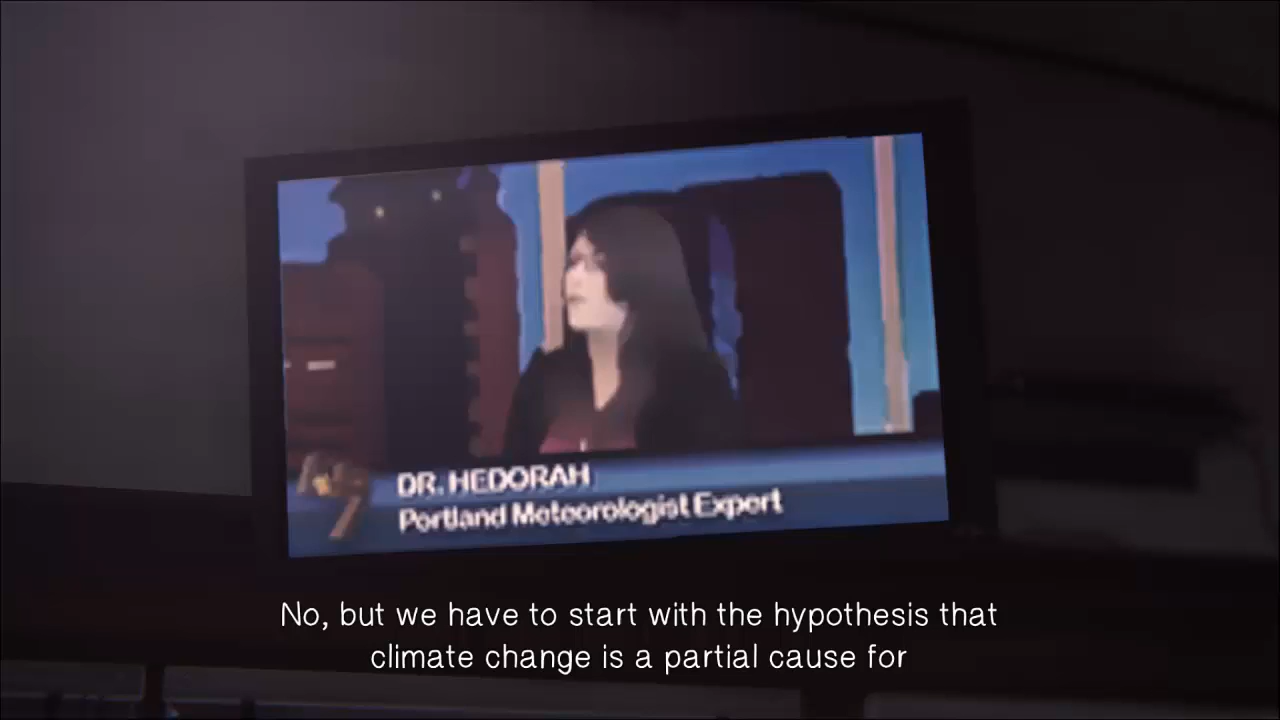 7
DR. HEDORAH
Portland Meteorologist Expert
No, but we have to start with the hypothesis that
climate change is a partial cause for